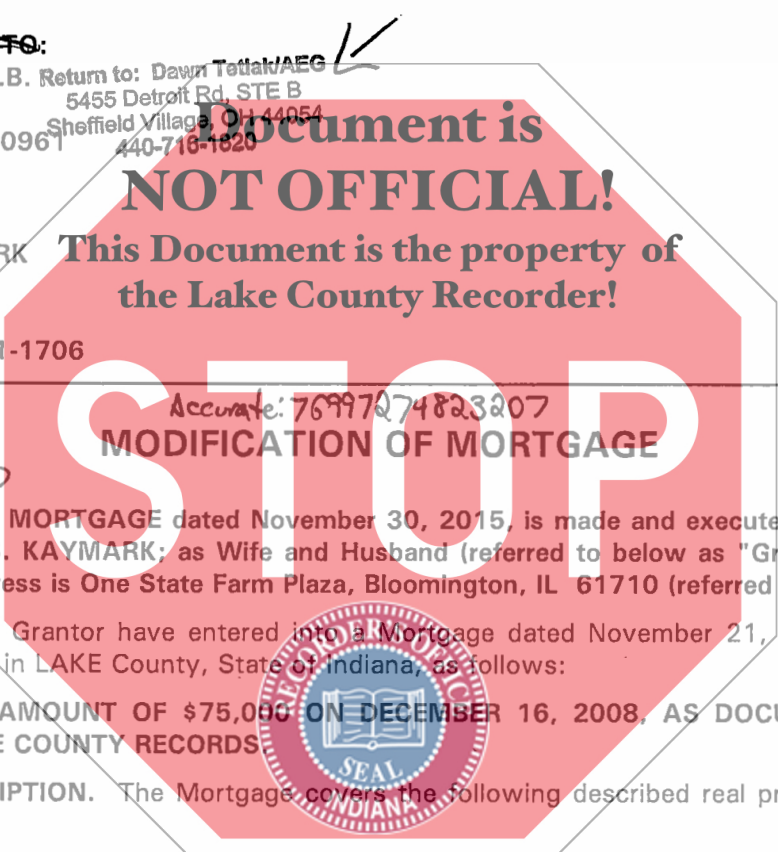 TO:
.B. Return to: Dawn Tetlak/AEG
5455 Detroit Rd, STE B
Sheffield Village, OH 44054
0961 440-716-1820
Document is
NOT OFFICIAL!
RK This Document is the property of
the Lake County Recorder!
-1706
STOP
Accurate: 76997274823207
MODIFICATION OF MORTGAGE
MORTGAGE dated November 30, 2015, is made and execute
. KAYMARK; as Wife and Husband (referred to below as "Gr
ess is One State Farm Plaza, Bloomington, IL 61710 (referred
Grantor have entered into a Mortgage dated November 21,
in LAKE County, State of Indiana, as follows:
AMOUNT OF $75,000 ON DECEMBER 16, 2008, AS DOCU
E COUNTY RECORDS.
IPTION. The Mortgage covers the following described real pr
RECORDER'S OFFICE
SEAL
INDIANA